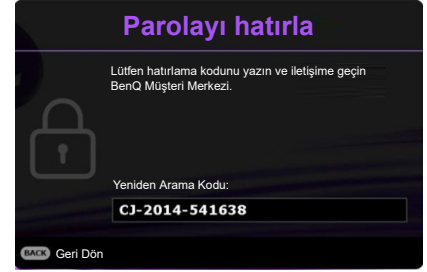 Parolayı hatırla
Lütfen hatırlama kodunu yazın ve iletişime geçin
BenQ Müşteri Merkezi.
Yeniden Arama Kodu:
CJ-2014-541638
BACK Geri Dön